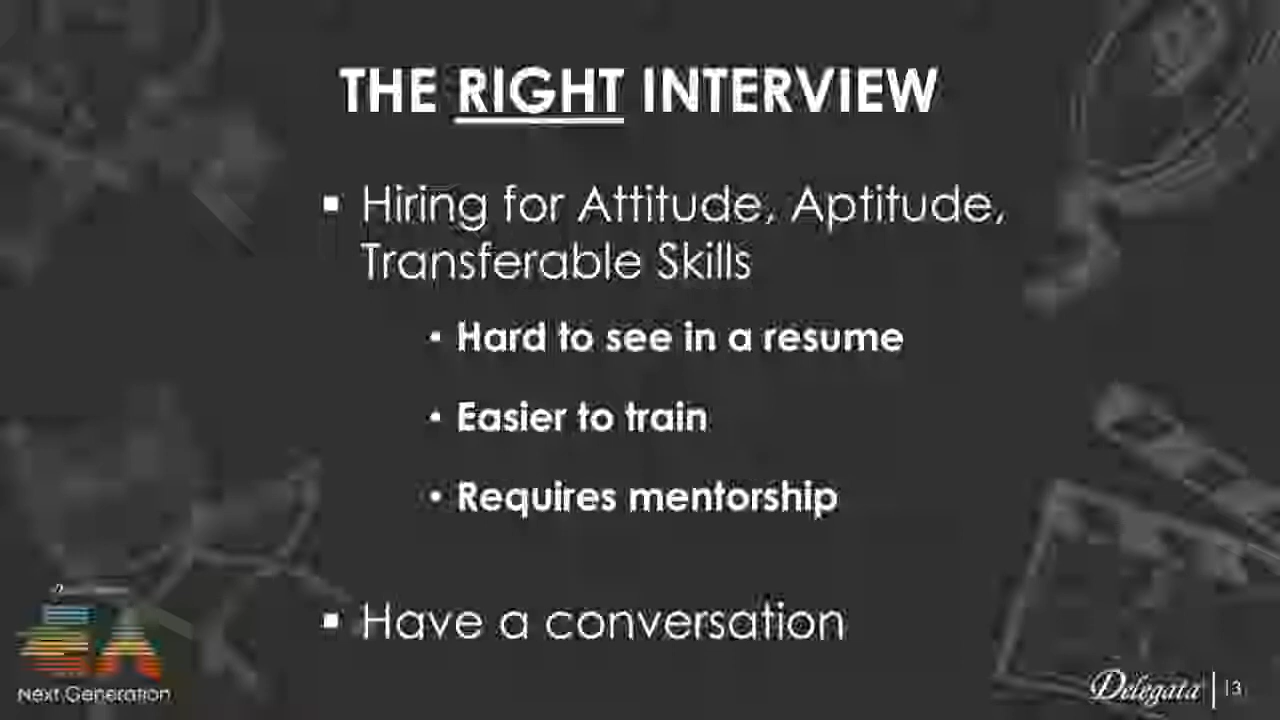 THE RIGHT INTERVIEW
▪ Hiring for Attitude, Aptitude,
Transferable Skills
• Hard to see in a resume
• Easier to train
• Requires mentorship
▪ Have a conversation
EA
Next Generation
Delegata | 13